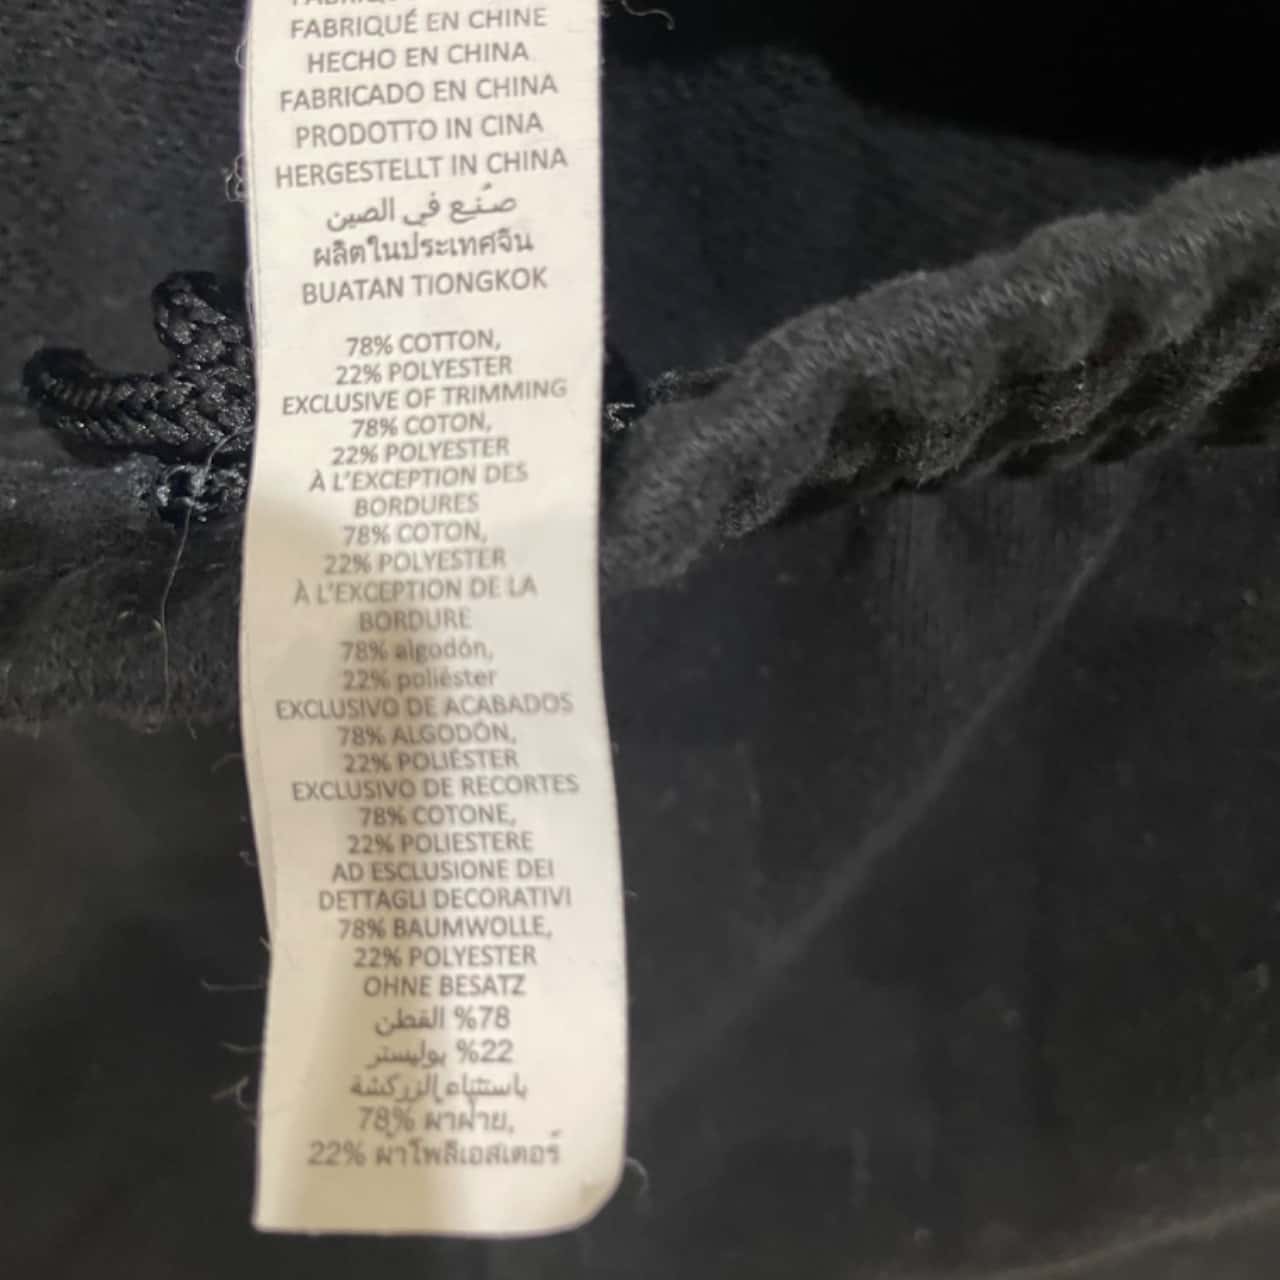 FABRIQUÉ EN CHINE
HECHO EN CHINA
FABRICADO EN CHINA
PRODOTTO IN CINA
HERGESTELLT IN CHINA
صنع في الصين
ผลิตในประเทศจีน
BUATAN TIONGKOK
78% COTTON,
22% POLYESTER
EXCLUSIVE OF TRIMMING
78% COTON,
22% POLYESTER
À L'EXCEPTION DES
BORDURES
78% COTON,
22% POLYESTER
À L'EXCEPTION DE LA
BORDURE
78% algodón,
22% poliéster
EXCLUSIVO DE ACABADOS
78% ALGODÓN,
22% POLIÉSTER
EXCLUSIVO DE RECORTES
78% COTONE,
22% POLIESTERE
AD ESCLUSIONE DEI
DETTAGLI DECORATIVI
78% BAUMWOLLE,
22% POLYESTER
OHNE BESATZ
78% القطن
22% بوليستر
باستثناء الزركشة
78% ผ้าฝ้าย,
22% ผ้าโพลีเอสเตอร์